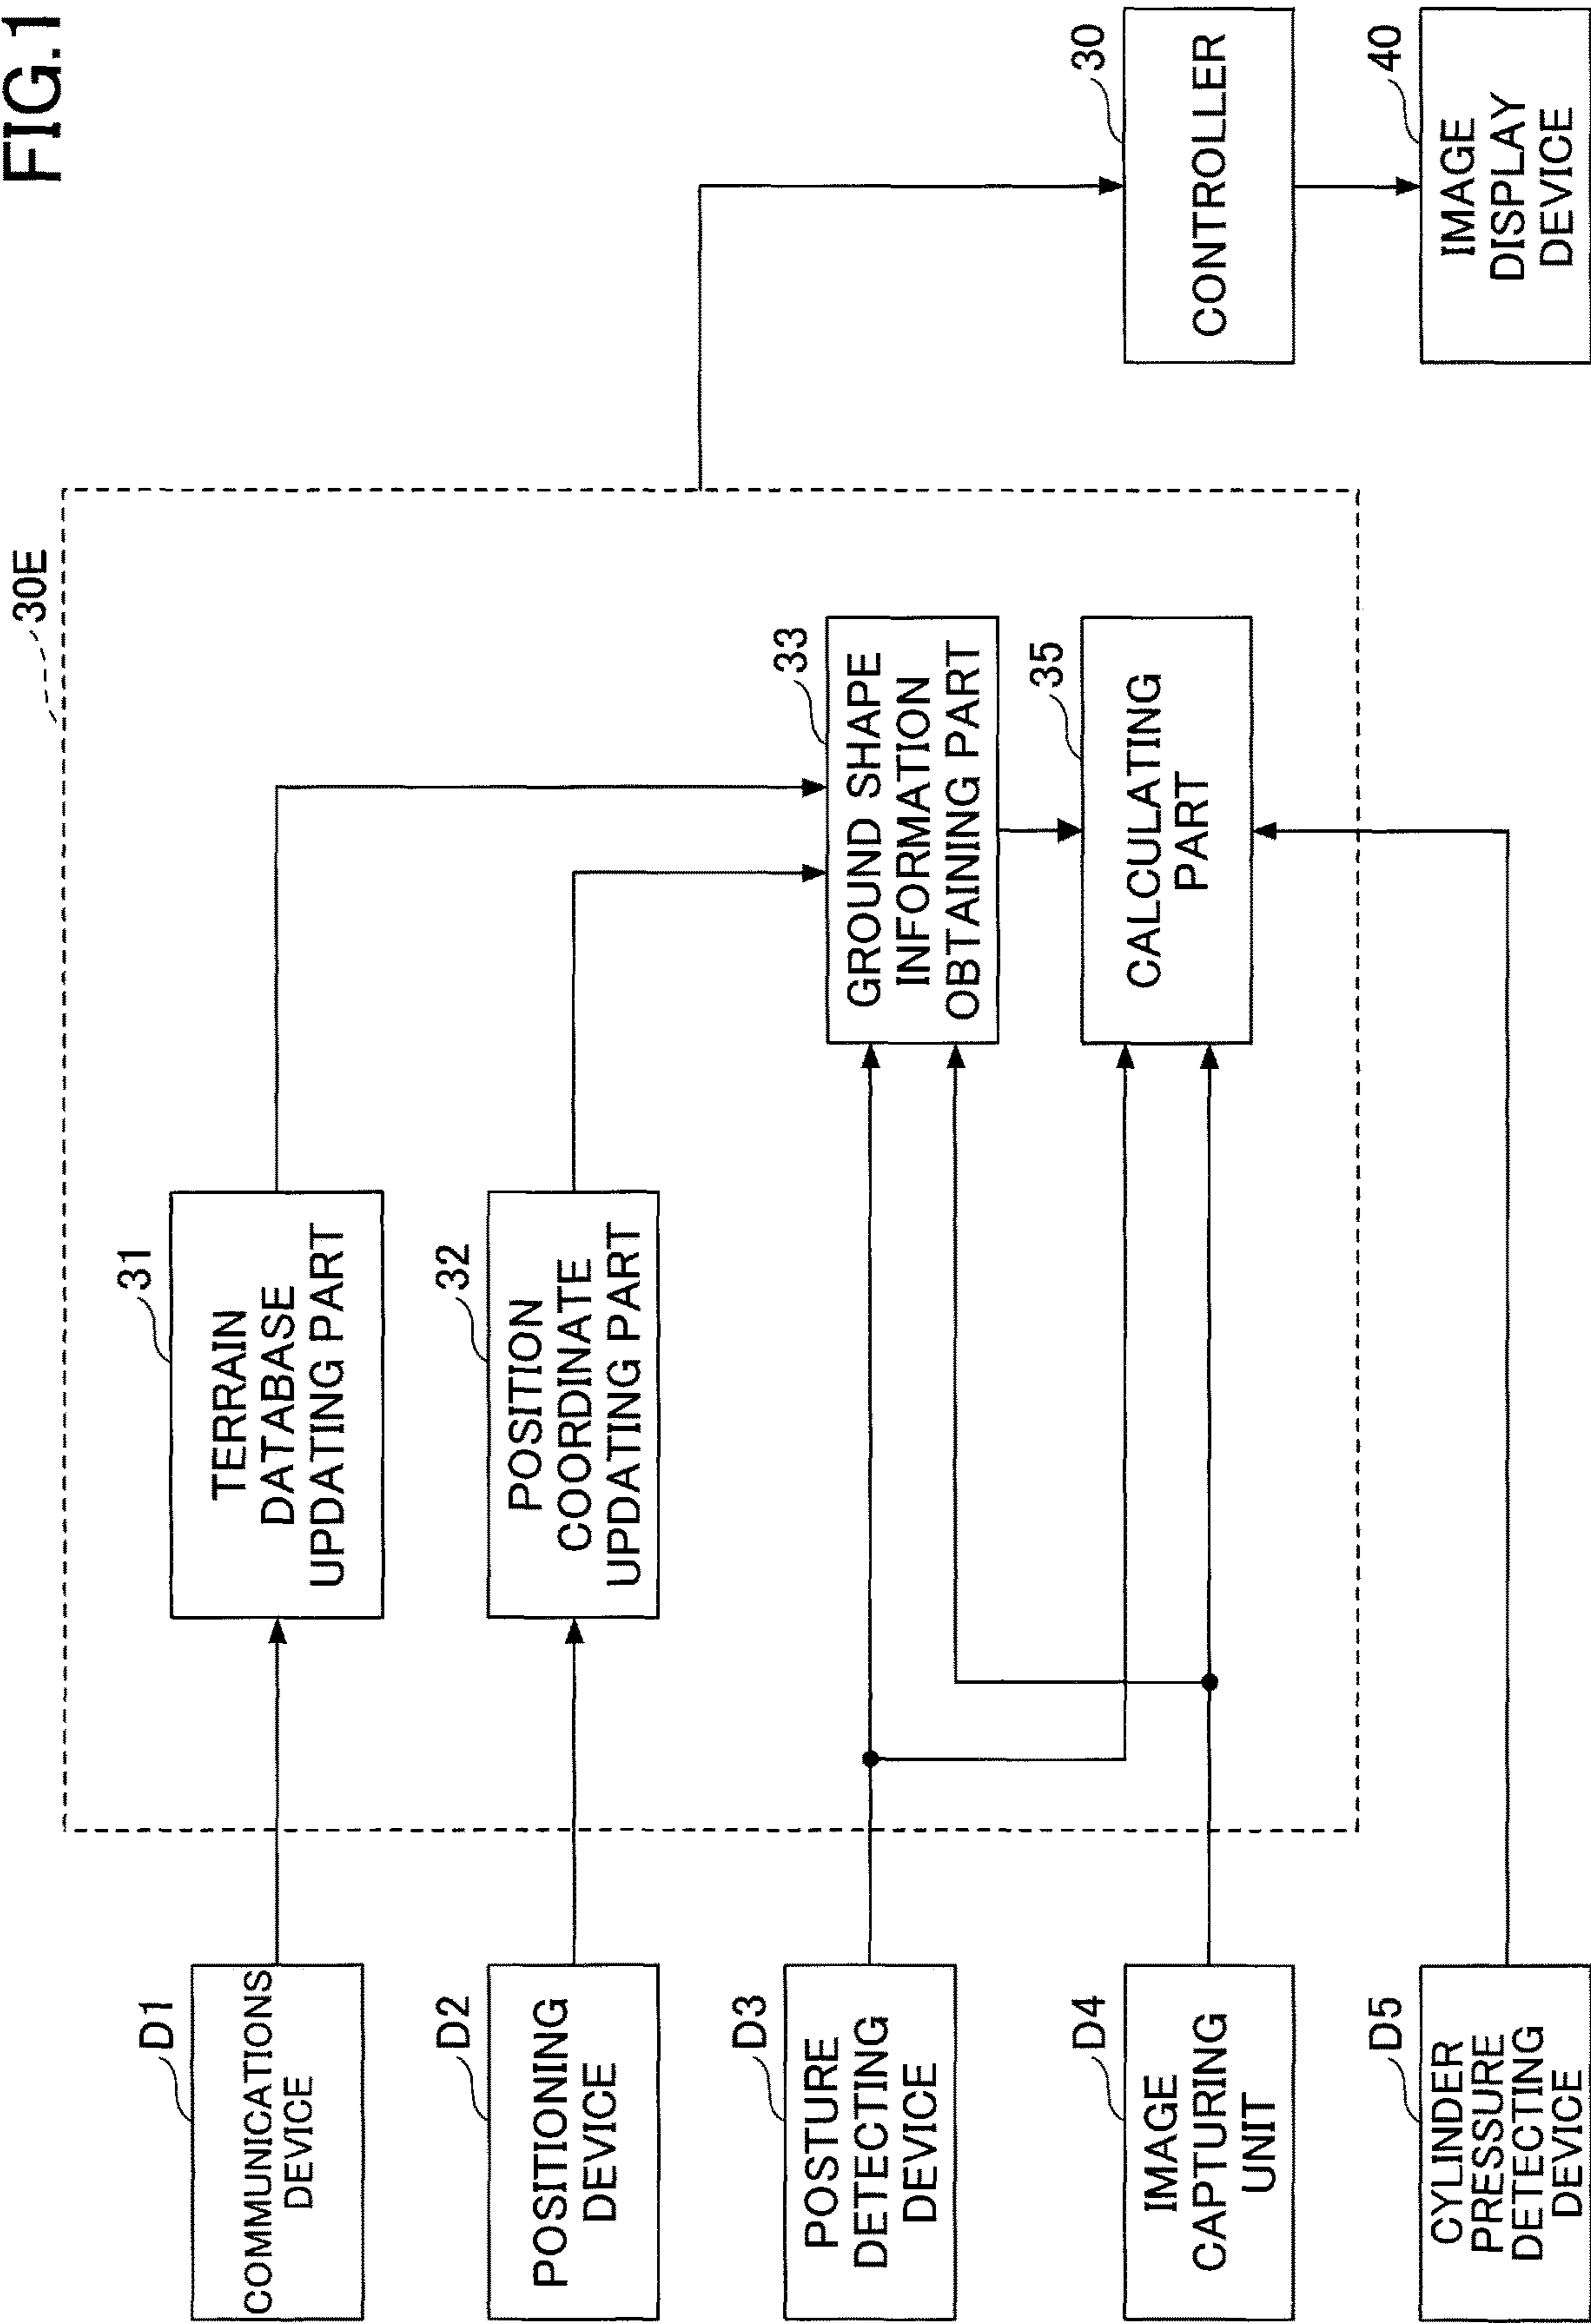 FIG.1
30E
D1
COMMUNICATIONS
DEVICE
31
TERRAIN
DATABASE
UPDATING PART
D2
POSITIONING
DEVICE
32
POSITION
COORDINATE
UPDATING PART
D3
POSTURE
DETECTING
DEVICE
33
GROUND SHAPE
INFORMATION
OBTAINING PART
D4
IMAGE
CAPTURING
UNIT
35
CALCULATING
PART
30
CONTROLLER
D5
CYLINDER
PRESSURE
DETECTING
DEVICE
40
IMAGE
DISPLAY
DEVICE